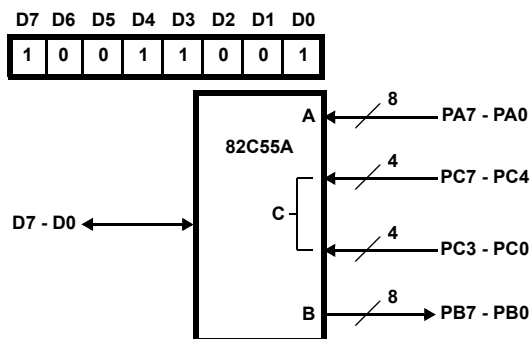 D7 D6 D5 D4 D3 D2 D1 D0
1 0 0 1 1 0 0 1
8
A PA7 - PA0
82C55A
4
PC7 - PC4
C
D7 - D0
4
PC3 - PC0
8
B PB7 - PB0